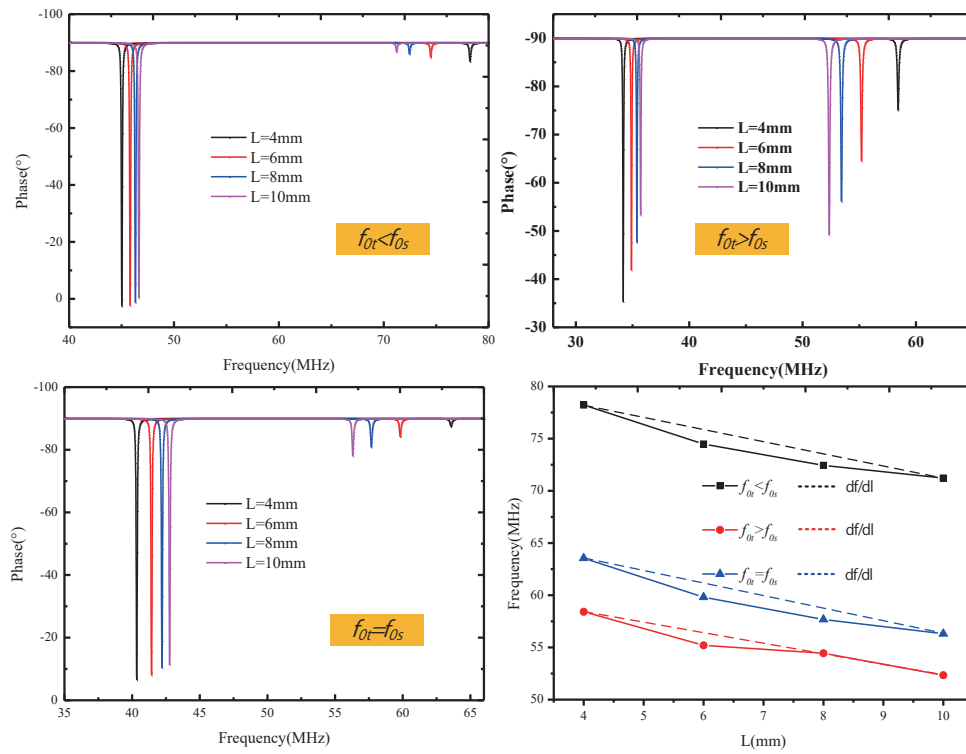 -100
-80
-60
-40
-20
0
Phase(°)
L=4mm
L=6mm
L=8mm
L=10mm
f0t<f0s
40
50
60
70
80
Frequency(MHz)
-90
-80
-70
-60
-50
-40
-30
Phase(°)
L=4mm
L=6mm
L=8mm
L=10mm
f0t>f0s
30
40
50
60
Frequency(MHz)
-100
-80
-60
-40
-20
0
Phase(°)
L=4mm
L=6mm
L=8mm
L=10mm
f0t=f0s
35
40
45
50
55
60
65
Frequency(MHz)
80
75
70
65
60
55
50
Frequency(MHz)
f0t<f0s df/dl
f0t>f0s df/dl
f0t=f0s df/dl
4
5
6
7
8
9
10
L(mm)